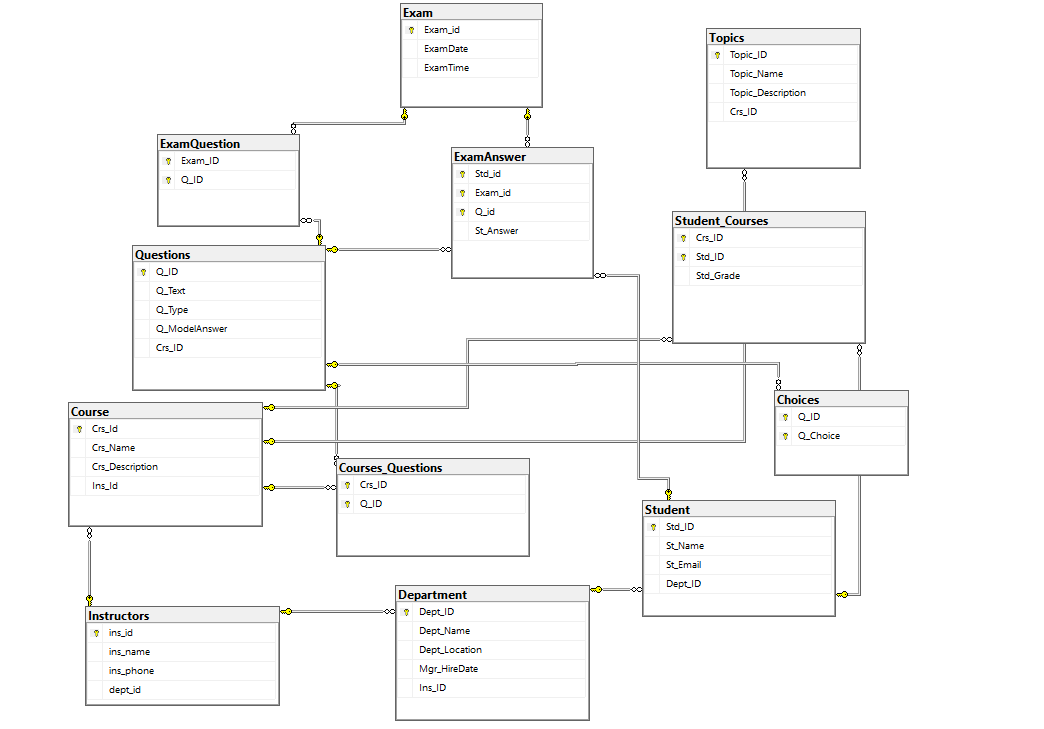 Exam
Exam_id
ExamDate
ExamTime
Topics
Topic_ID
Topic_Name
Topic_Description
Crs_ID
ExamQuestion
Exam_ID
Q_ID
ExamAnswer
Std_id
Exam_id
Q_id
St_Answer
Student_Courses
Crs_ID
Std_ID
Std_Grade
Questions
Q_ID
Q_Text
Q_Type
Q_ModelAnswer
Crs_ID
Choices
Q_ID
Q_Choice
Course
Crs_Id
Crs_Name
Crs_Description
Ins_Id
Courses_Questions
Crs_ID
Q_ID
Student
Std_ID
St_Name
St_Email
Dept_ID
Department
Dept_ID
Dept_Name
Dept_Location
Mgr_HireDate
Ins_ID
Instructors
ins_id
ins_name
ins_phone
dept_id